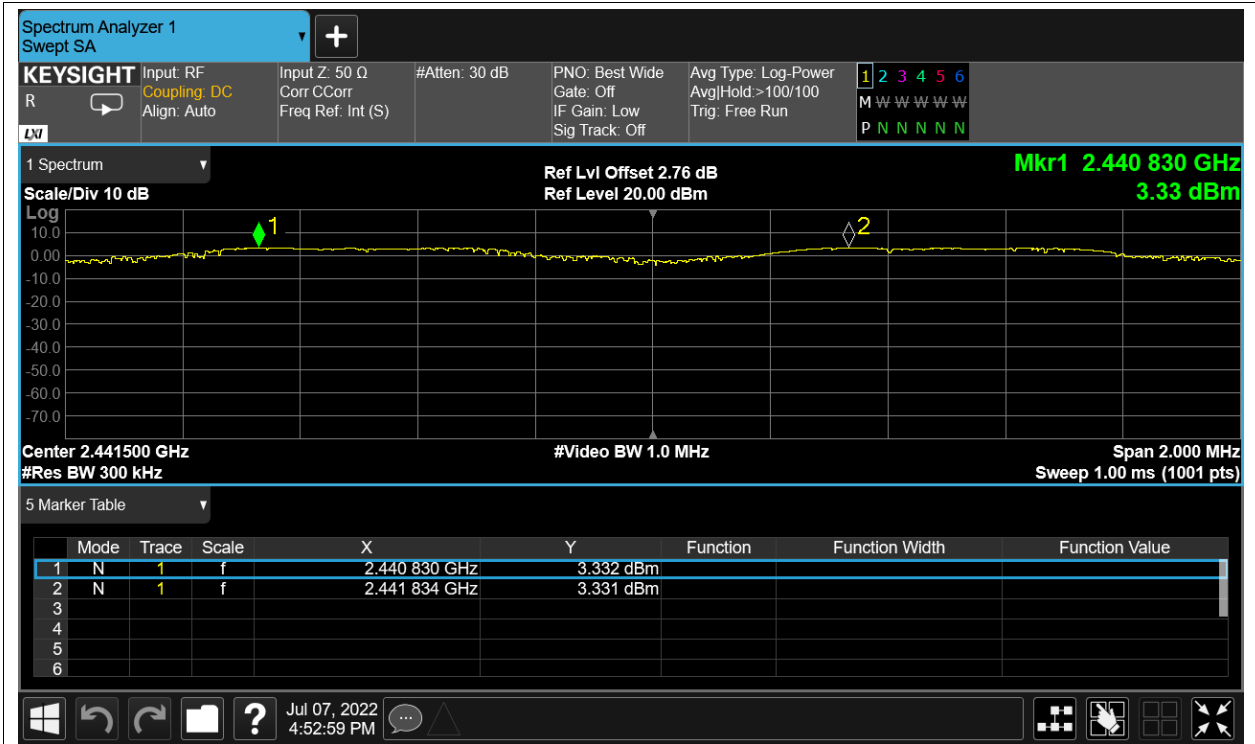 Spectrum Analyzer 1
Swept SA
+
KEYSIGHT
R
LXI
Input: RF
Coupling: DC
Align: Auto
Input Z: 50 Ω
Corr CCorr
Freq Ref: Int (S)
#Atten: 30 dB
PNO: Best Wide
Gate: Off
IF Gain: Low
Sig Track: Off
Avg Type: Log-Power
Avg|Hold:>100/100
Trig: Free Run
1 2 3 4 5 6
M W W W W W
P N N N N N
1 Spectrum
Scale/Div 10 dB
Ref Lvl Offset 2.76 dB
Ref Level 20.00 dBm
Mkr1 2.440 830 GHz
3.33 dBm
Log
10.0
0.00
-10.0
-20.0
-30.0
-40.0
-50.0
-60.0
-70.0
1
2
Center 2.441500 GHz
#Res BW 300 kHz
#Video BW 1.0 MHz
Span 2.000 MHz
Sweep 1.00 ms (1001 pts)
5 Marker Table
Mode Trace Scale X Y Function Function Width Function Value
1 N 1 f 2.440 830 GHz 3.332 dBm
2 N 1 f 2.441 834 GHz 3.331 dBm
3
4
5
6
?
Jul 07, 2022
4:52:59 PM